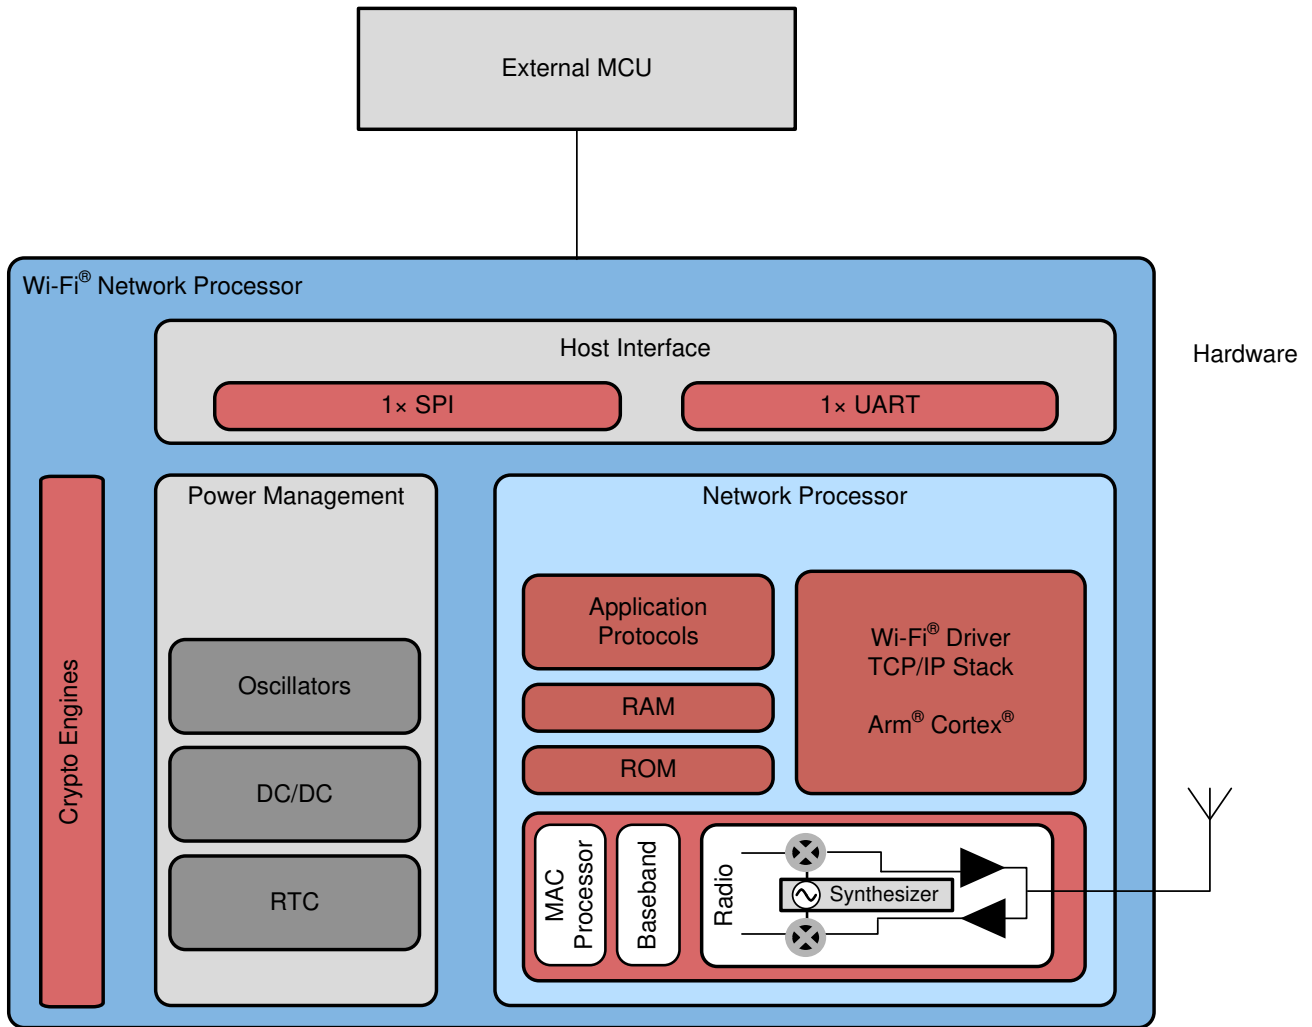 External MCU
Wi-Fi® Network Processor
Host Interface
Hardware
1× SPI
1× UART
Crypto Engines
Power Management
Oscillators
DC/DC
RTC
Network Processor
Application
Protocols
RAM
ROM
Wi-Fi® Driver
TCP/IP Stack
Arm® Cortex®
MAC
Processor
Baseband
Radio
Synthesizer